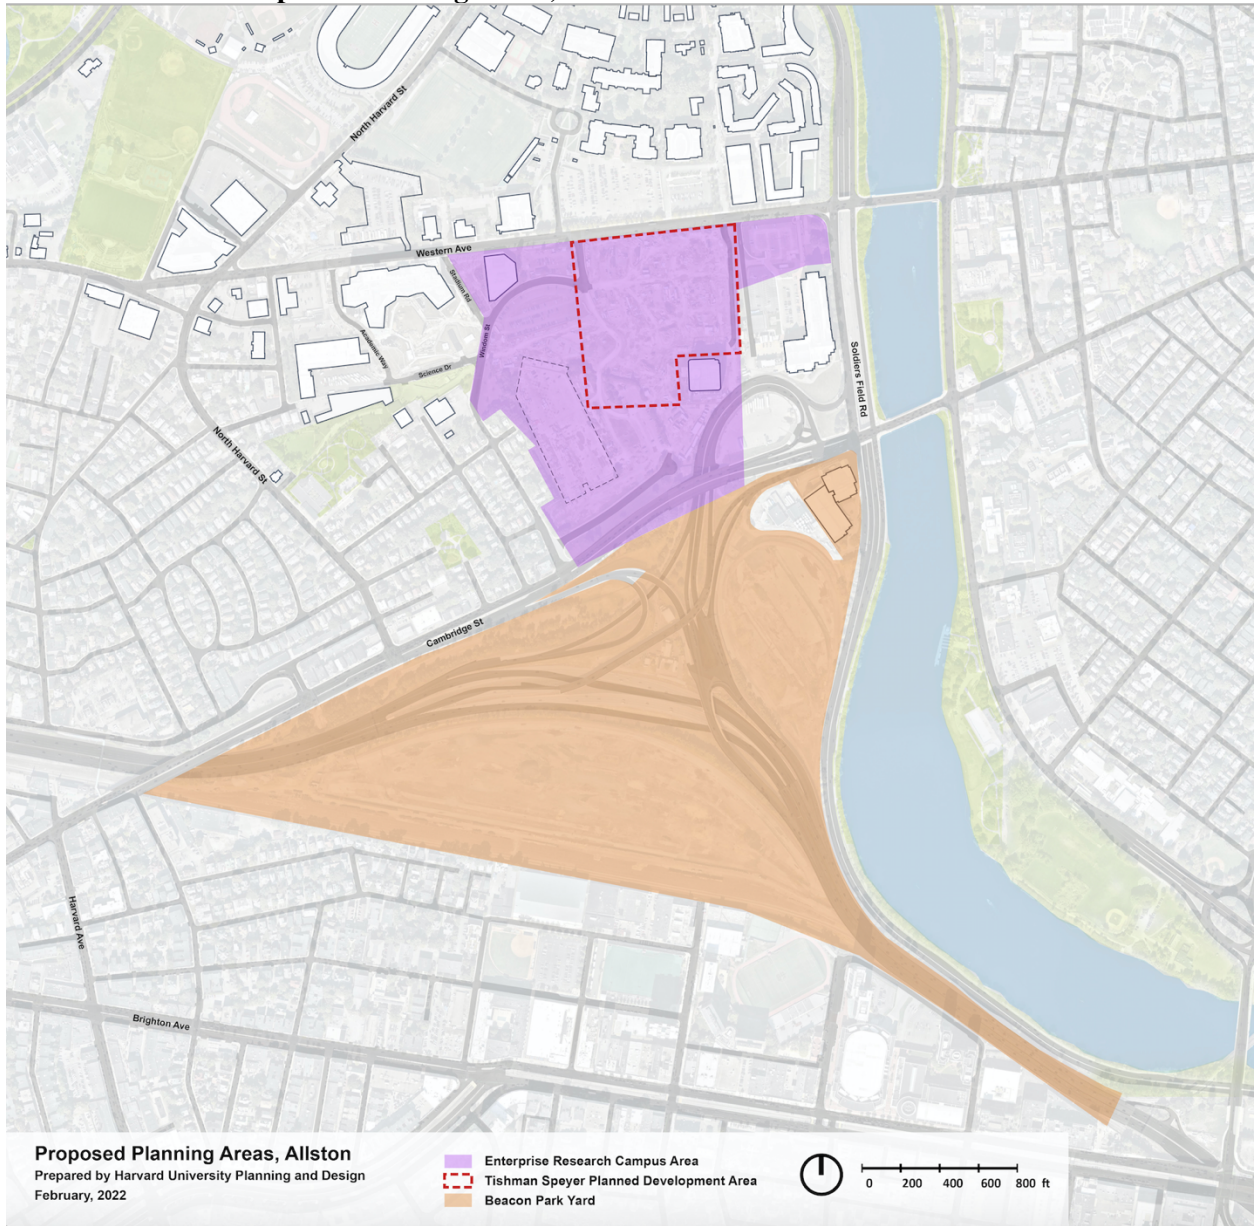 North Harvard St
Western Ave
Stadium Rd
Windom St
Academic Way
Science Dr
Soldiers Field Rd
North Harvard St
Cambridge St
Harvard Ave
Brighton Ave
Proposed Planning Areas, Allston
Prepared by Harvard University Planning and Design
February, 2022
Enterprise Research Campus Area
Tishman Speyer Planned Development Area
Beacon Park Yard
0 200 400 600 800 ft